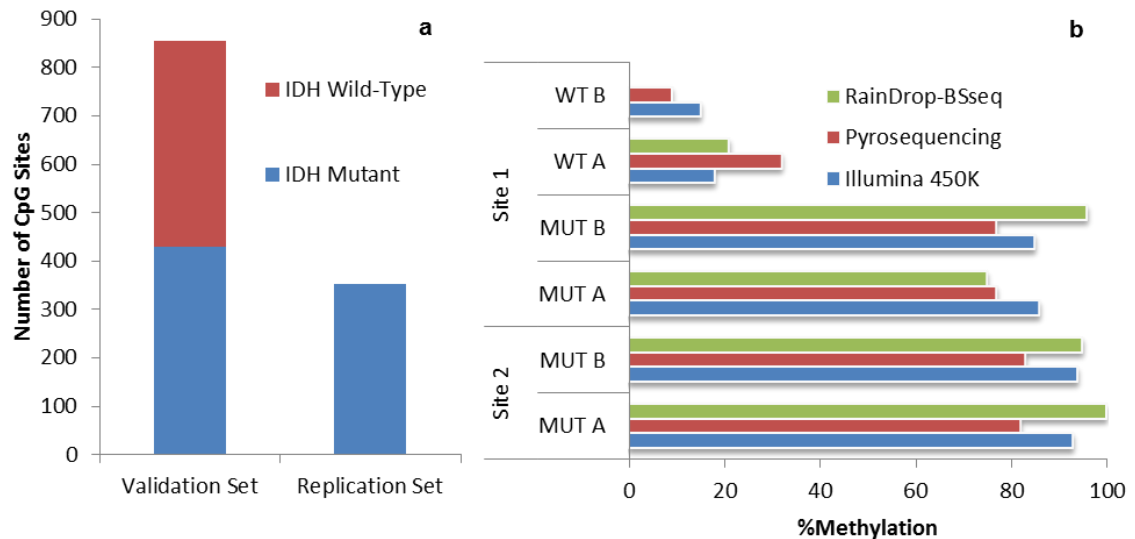 a
Number of CpG Sites
900
800
700
600
500
400
300
200
100
0
IDH Wild-Type
IDH Mutant
Validation Set
Replication Set
b
Site 1
WT B
WT A
MUT B
MUT A
Site 2
MUT B
MUT A
RainDrop-BSseq
Pyrosequencing
Illumina 450K
0 20 40 60 80 100
%Methylation